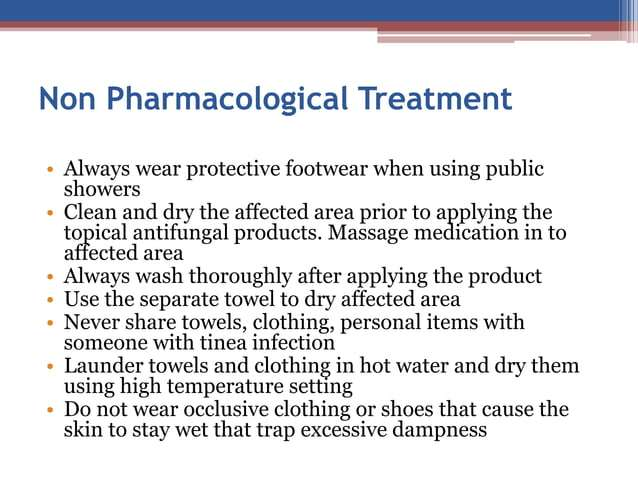 Non Pharmacological Treatment
• Always wear protective footwear when using public
showers
• Clean and dry the affected area prior to applying the
topical antifungal products. Massage medication in to
affected area
• Always wash thoroughly after applying the product
• Use the separate towel to dry affected area
• Never share towels, clothing, personal items with
someone with tinea infection
• Launder towels and clothing in hot water and dry them
using high temperature setting
• Do not wear occlusive clothing or shoes that cause the
skin to stay wet that trap excessive dampness